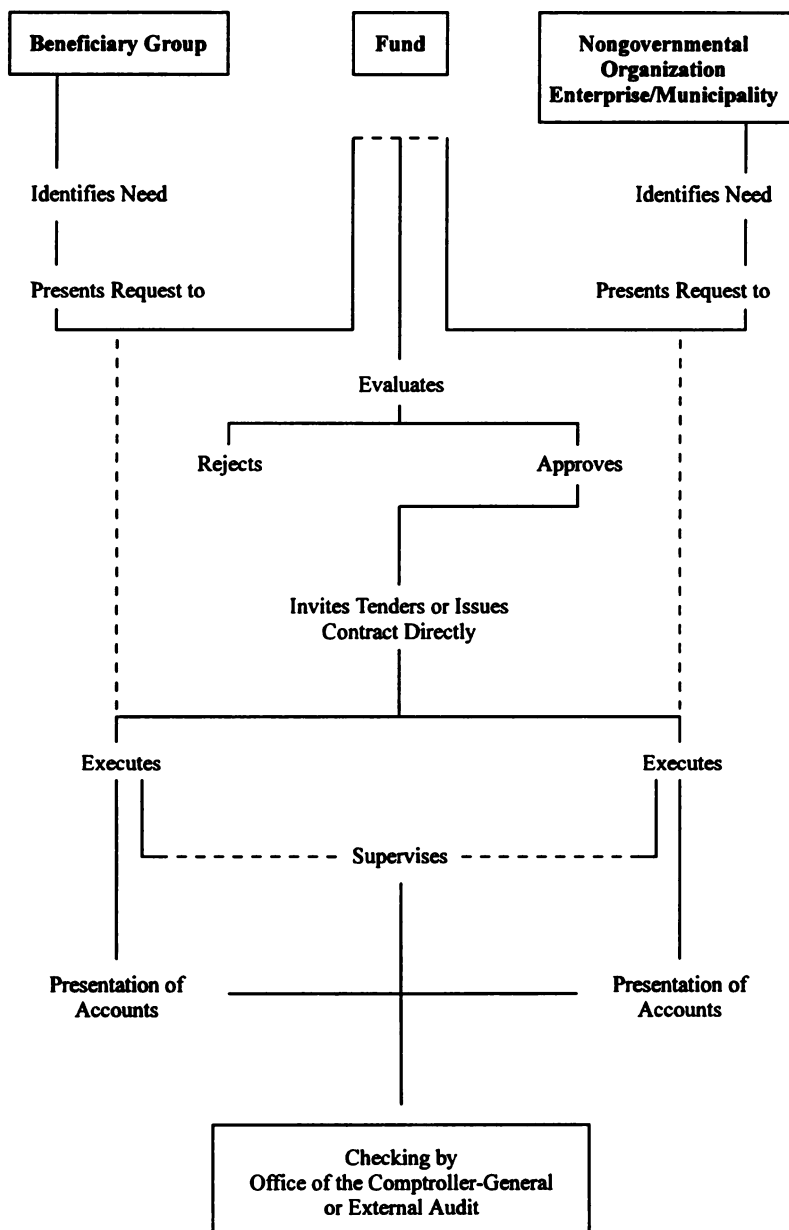 Beneficiary Group
Fund
Nongovernmental
Organization
Enterprise/Municipality
Identifies Need
Identifies Need
Presents Request to
Presents Request to
Evaluates
Rejects
Approves
Invites Tenders or Issues
Contract Directly
Executes
Executes
Supervises
Presentation of
Accounts
Presentation of
Accounts
Checking by
Office of the Comptroller-General
or External Audit